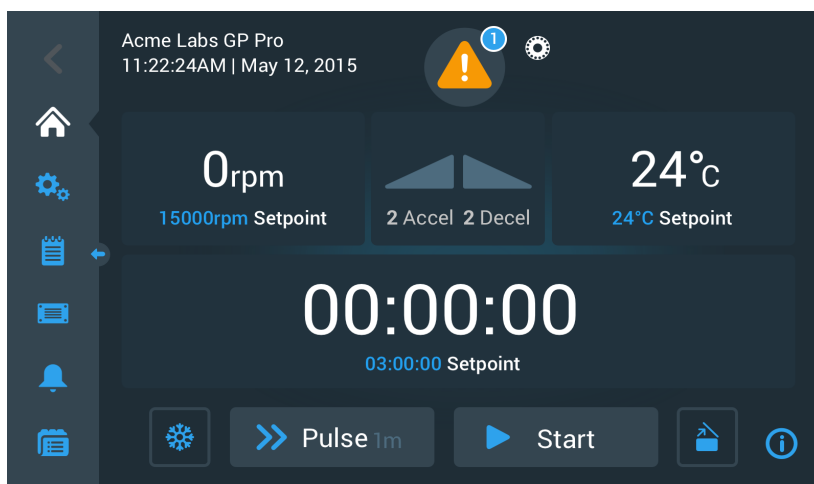 Acme Labs GP Pro
1
11:22:24AM | May 12, 2015
0rpm
15000rpm Setpoint
2 Accel 2 Decel
24°C
24°C Setpoint
00:00:00
03:00:00 Setpoint
Pulse 1m
Start